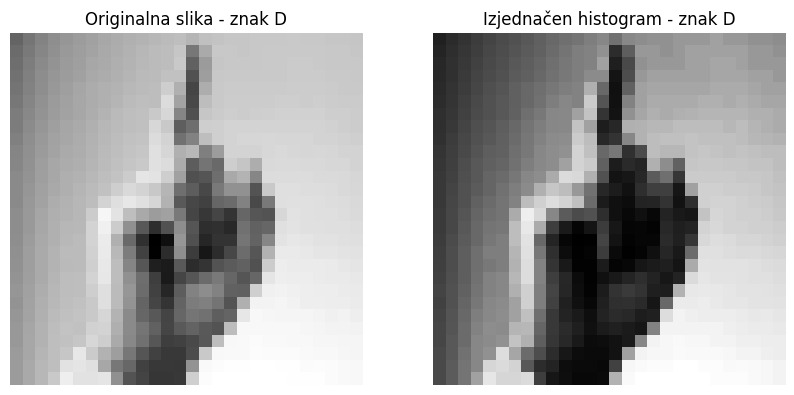 Originalna slika - znak D
Izjednačen histogram - znak D